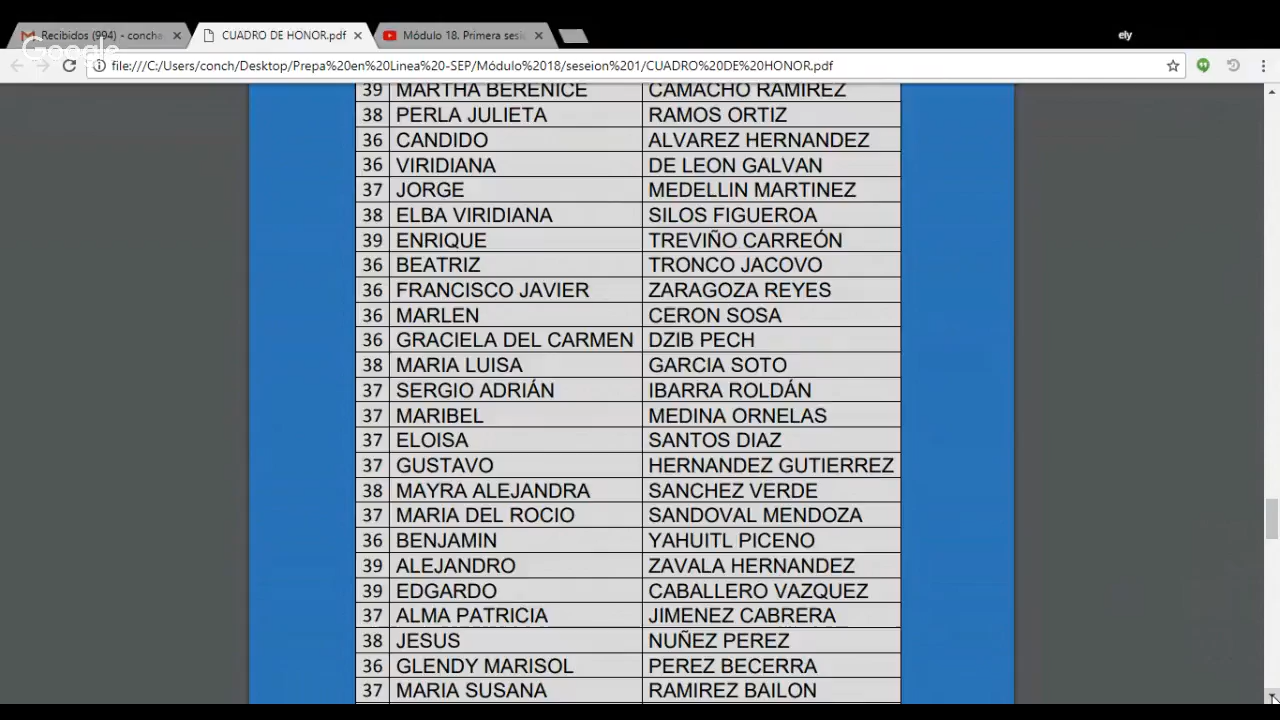 Recibidos (994) - concha
CUADRO DE HONOR.pdf
Módulo 18. Primera sesi
ely
Google
file:///C:/Users/conch/Desktop/Prepa%20en%20Linea%20-SEP/Módulo%2018/seseion%201/CUADRO%20DE%20HONOR.pdf
39 MARTHA BERENICE CAMACHO RAMIREZ
38 PERLA JULIETA RAMOS ORTIZ
36 CANDIDO ALVAREZ HERNANDEZ
36 VIRIDIANA DE LEON GALVAN
37 JORGE MEDELLIN MARTINEZ
38 ELBA VIRIDIANA SILOS FIGUEROA
39 ENRIQUE TREVIÑO CARREÓN
36 BEATRIZ TRONCO JACOVO
36 FRANCISCO JAVIER ZARAGOZA REYES
36 MARLEN CERON SOSA
36 GRACIELA DEL CARMEN DZIB PECH
38 MARIA LUISA GARCIA SOTO
37 SERGIO ADRIÁN IBARRA ROLDÁN
37 MARIBEL MEDINA ORNELAS
37 ELOISA SANTOS DIAZ
37 GUSTAVO HERNANDEZ GUTIERREZ
38 MAYRA ALEJANDRA SANCHEZ VERDE
37 MARIA DEL ROCIO SANDOVAL MENDOZA
36 BENJAMIN YAHUITL PICENO
39 ALEJANDRO ZAVALA HERNANDEZ
39 EDGARDO CABALLERO VAZQUEZ
37 ALMA PATRICIA JIMENEZ CABRERA
38 JESUS NUÑEZ PEREZ
36 GLENDY MARISOL PEREZ BECERRA
37 MARIA SUSANA RAMIREZ BAILON